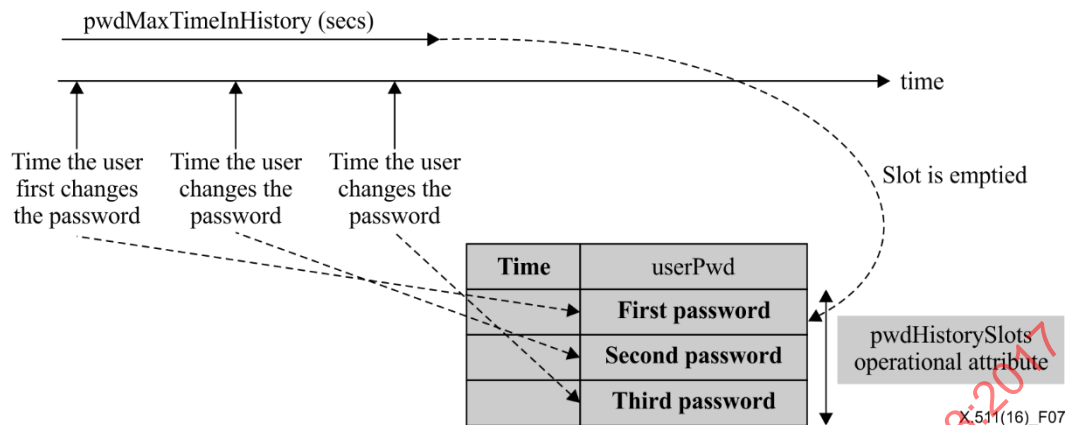 pwdMaxTimeInHistory (secs)
time
Time the user
first changes
the password
Time the user
changes the
password
Time the user
changes the
password
Slot is emptied
Time userPwd
First password
Second password
Third password
pwdHistorySlots
operational attribute
X.511(16)_F07
3:2017